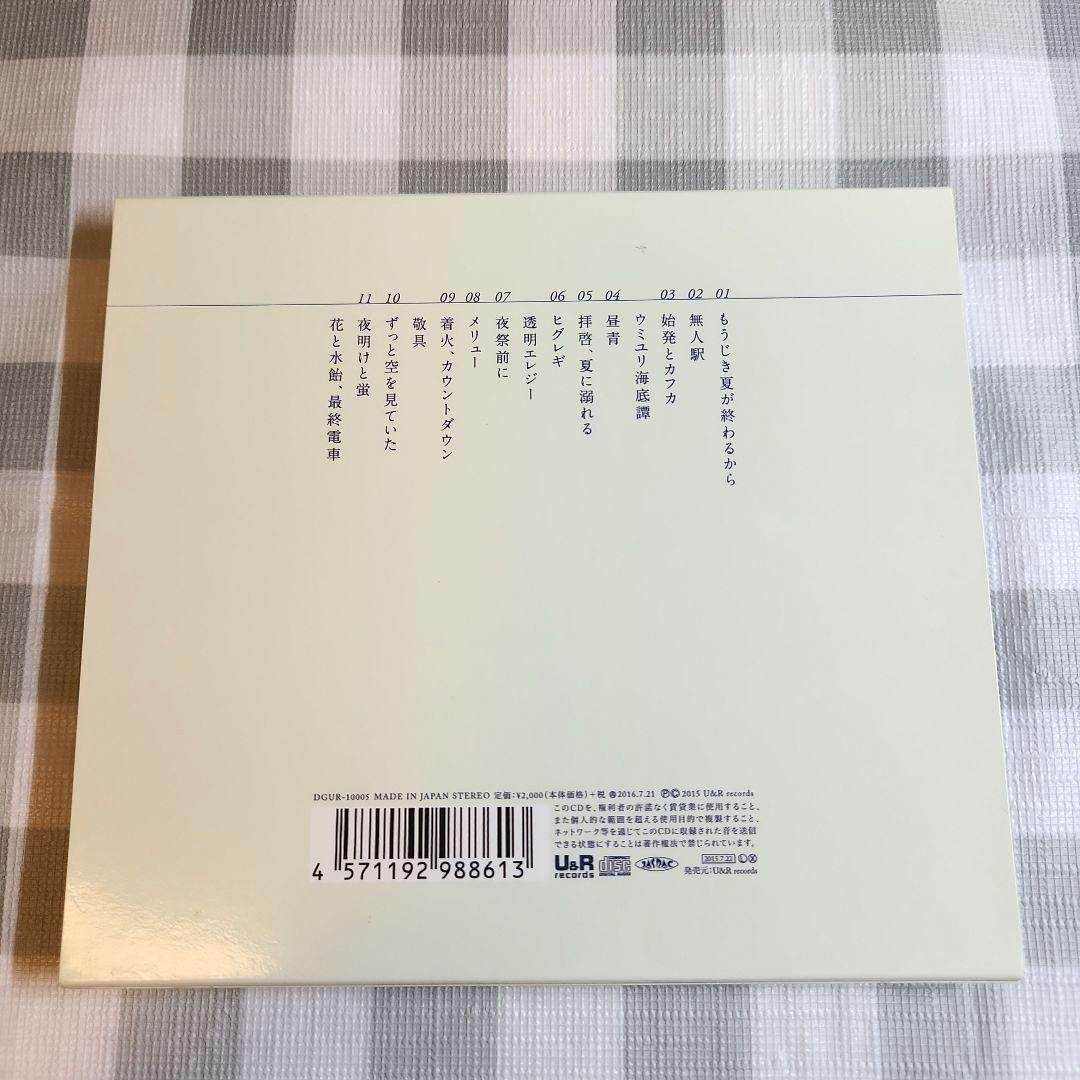 01 もうじき夏が終わるから
02 無人駅
03 始発とカフカ
ウミユリ海底譚
04 昼青
05 拝啓、夏に溺れる
06 ヒグレギ
透明エレジー
07 夜祭前に
08 メリュー
09 着火、カウントダウン
敬具
10 ずっと空を見ていた
11 夜明けと蛍
花と水飴、最終電車
DGUR-10005 MADE IN JAPAN STEREO 定価:¥2,000(本体価格)+税 Ⓐ2016.7.21 ⓅⒸ2015 U&R records
このCDを、権利者の許諾なく賃貸業に使用すること、
また個人的な範囲を超える使用目的で複製すること、
ネットワーク等を通じてこのCDに収録された音を送信
できる状態にすることは著作権法で禁じられています。
4 571192 988613
U&R records
disc DIGITAL AUDIO
JASRAC
2015.7.22 ⓁⓍ
発売元:U&R records